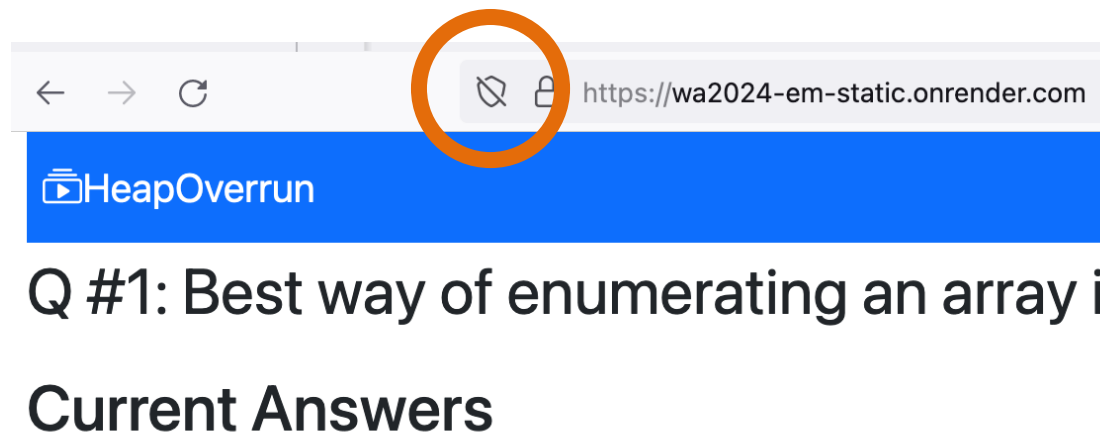 https://wa2024-em-static.onrender.com
HeapOverrun
Q #1: Best way of enumerating an array i
Current Answers